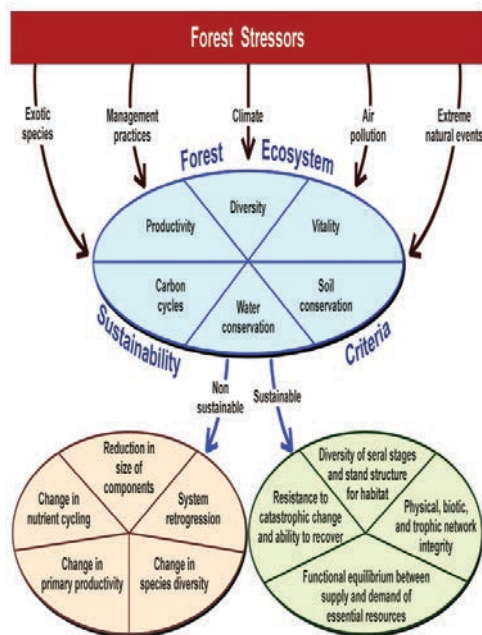 Forest Stressors
Exotic
species
Management
practices
Climate
Air
pollution
Extreme
natural events
Forest Ecosystem
Sustainability
Criteria
Diversity
Productivity
Vitality
Carbon
cycles
Water
conservation
Soil
conservation
Non
sustainable
Sustainable
Reduction in
size of
components
Change in
nutrient cycling
System
retrogression
Change in
primary productivity
Change in
species diversity
Diversity of seral stages
and stand structure
for habitat
Resistance to
catastrophic change
and ability to recover
Physical, biotic,
and trophic network
integrity
Functional equilibrium between
supply and demand of
essential resources